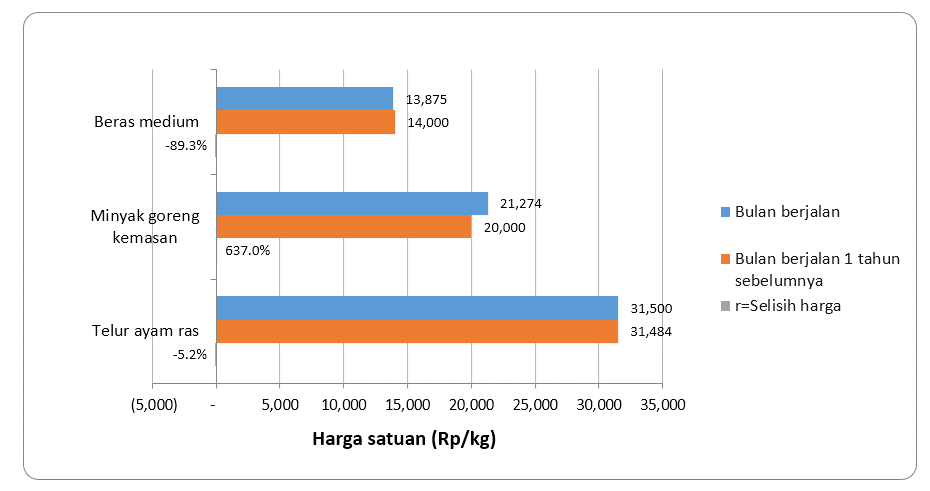 Beras medium
13,875
14,000
-89.3%
Minyak goreng
kemasan
21,274
20,000
637.0%
Telur ayam ras
31,500
31,484
-5.2%
(5,000)
-
5,000
10,000
15,000
20,000
25,000
30,000
35,000
Harga satuan (Rp/kg)
Bulan berjalan
Bulan berjalan 1 tahun
sebelumnya
r=Selisih harga